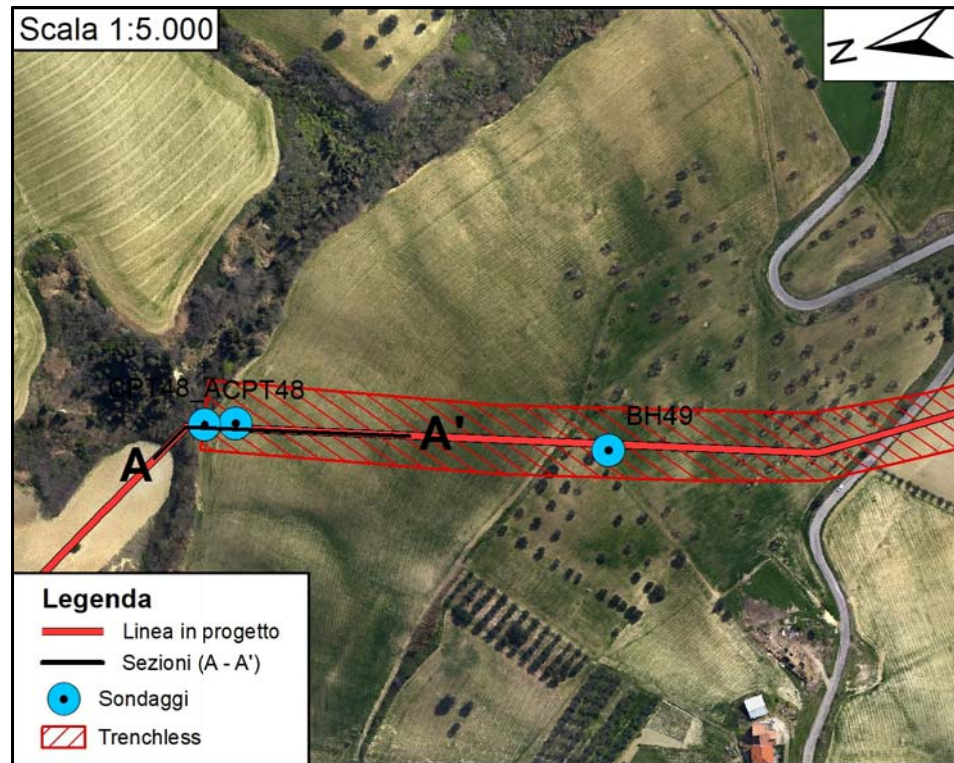 Scala 1:5.000
N
CPT48_ACPT48
BH49
A
A'
Legenda
Linea in progetto
Sezioni (A - A')
Sondaggi
Trenchless